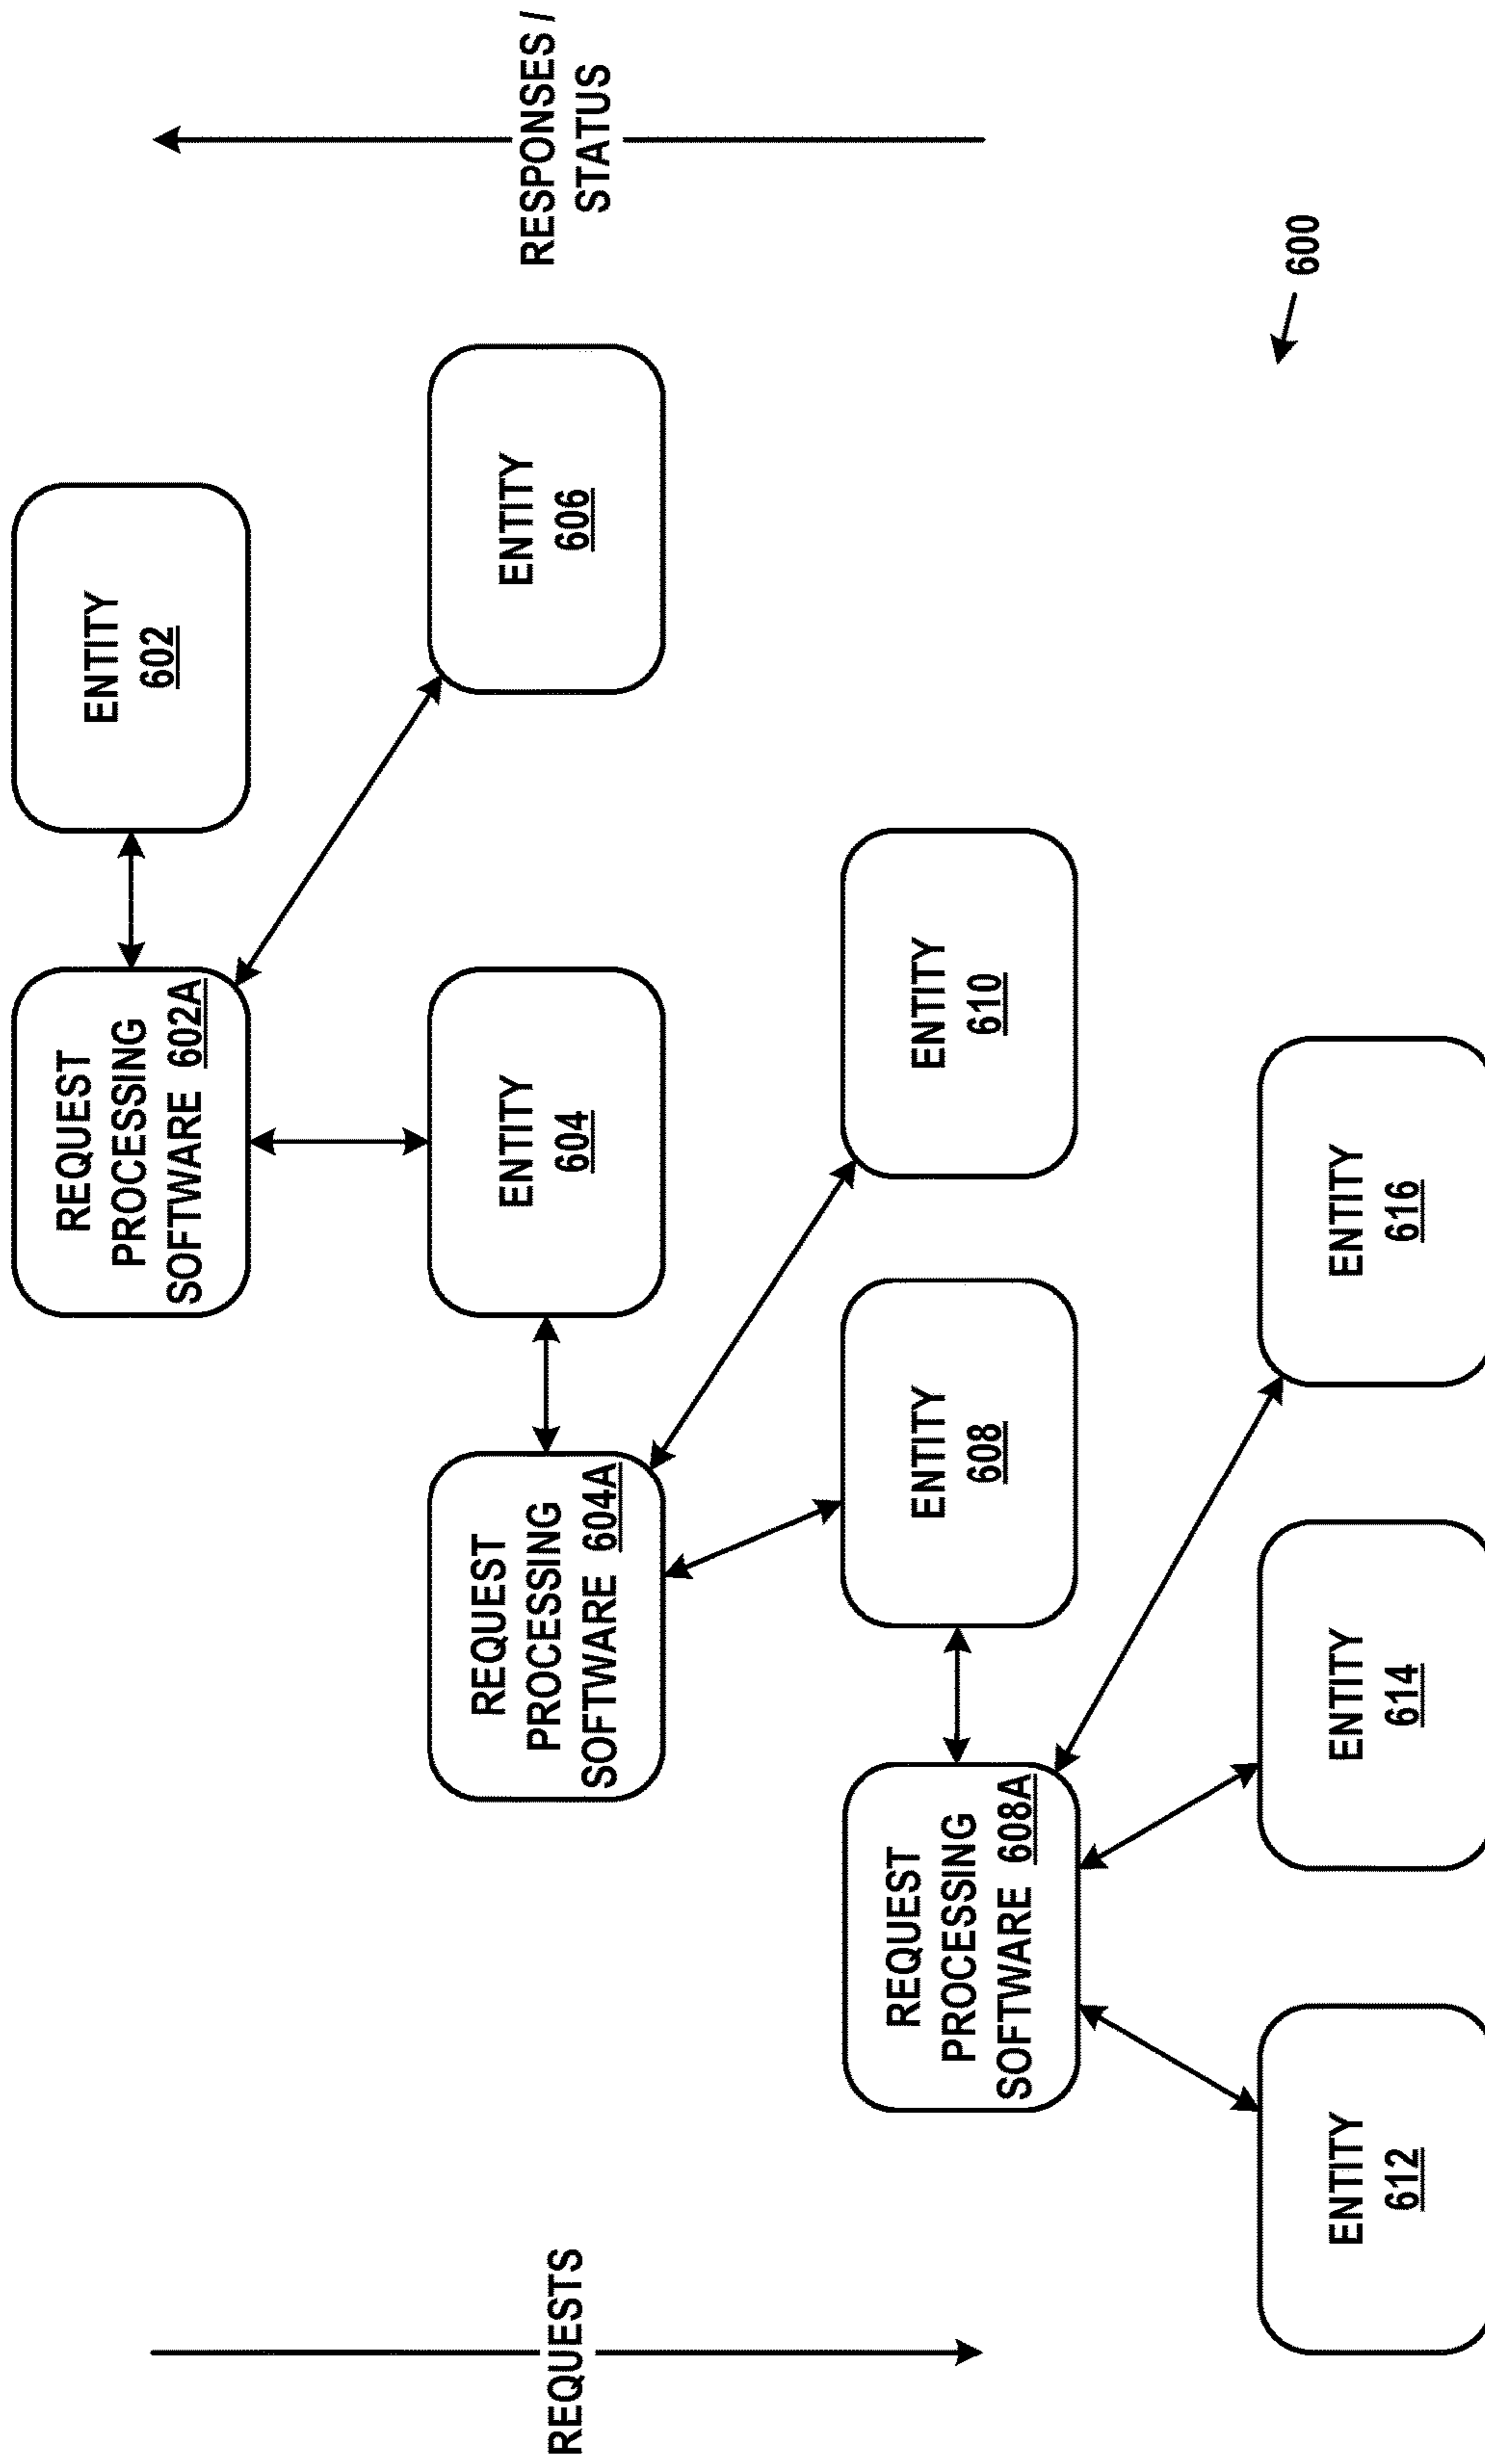 REQUESTS
RESPONSES /
STATUS
REQUEST
PROCESSING
SOFTWARE 602A
ENTITY
602
REQUEST
PROCESSING
SOFTWARE 604A
ENTITY
604
ENTITY
606
REQUEST
PROCESSING
SOFTWARE 608A
ENTITY
608
ENTITY
610
ENTITY
612
ENTITY
614
ENTITY
616
600